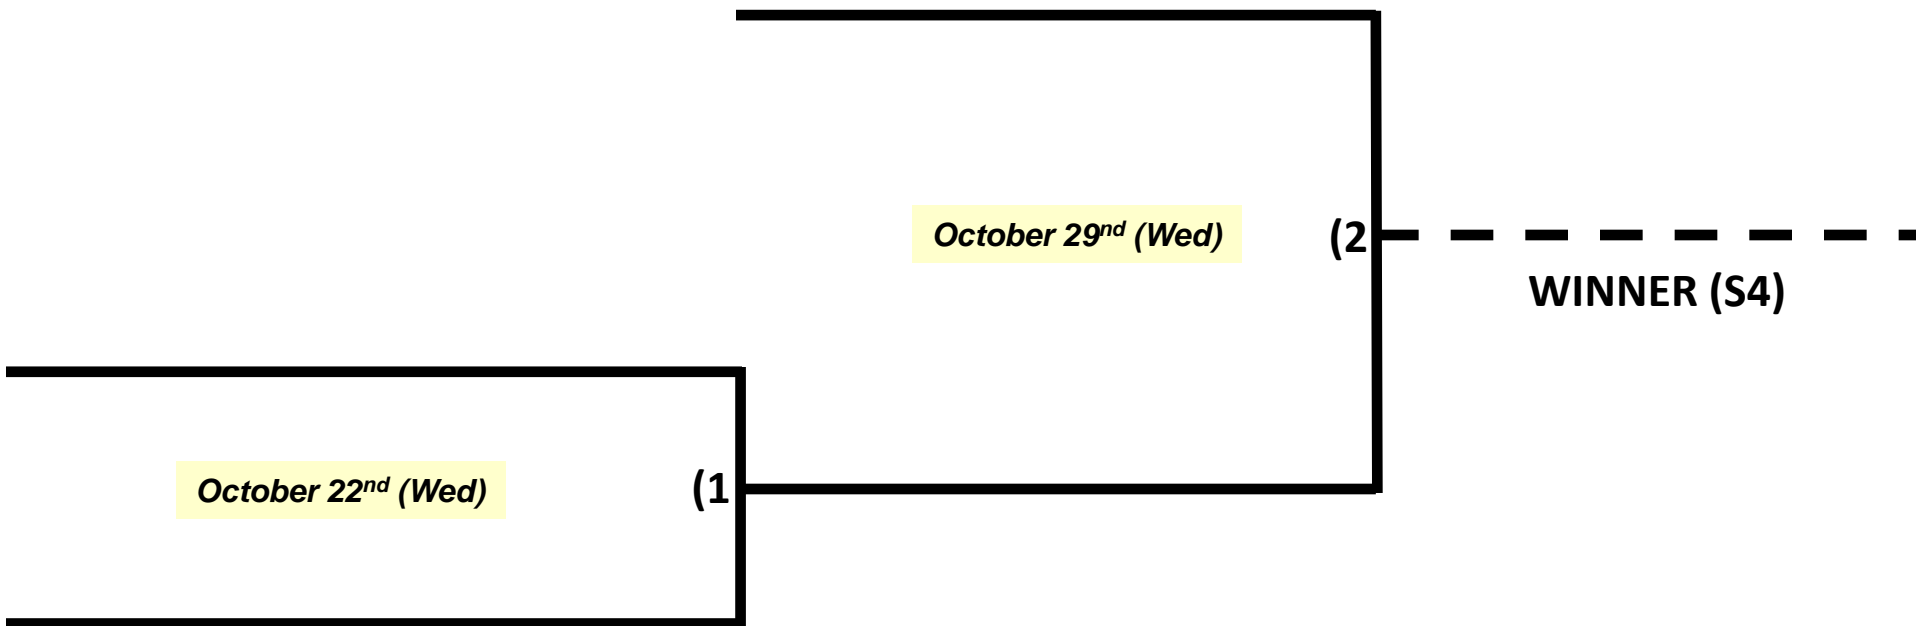 October 29nd (Wed)
(2
WINNER (S4)
October 22nd (Wed)
(1